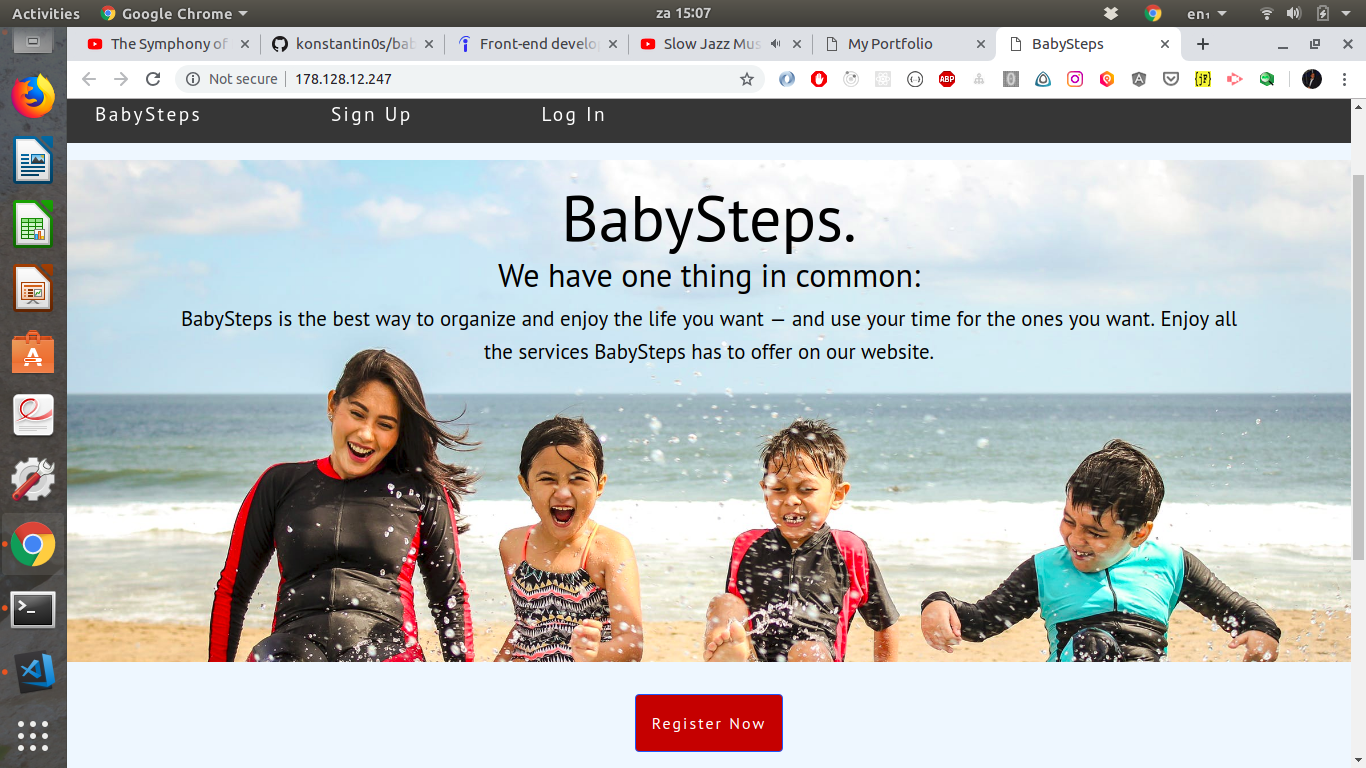 Activities Google Chrome za 15:07 en₁
The Symphony of konstantin0s/bab Front-end develo Slow Jazz Mus My Portfolio BabySteps
Not secure 178.128.12.247 ABP
BabySteps Sign Up Log In
BabySteps.
We have one thing in common:
BabySteps is the best way to organize and enjoy the life you want — and use your time for the ones you want. Enjoy all
the services BabySteps has to offer on our website.
Register Now